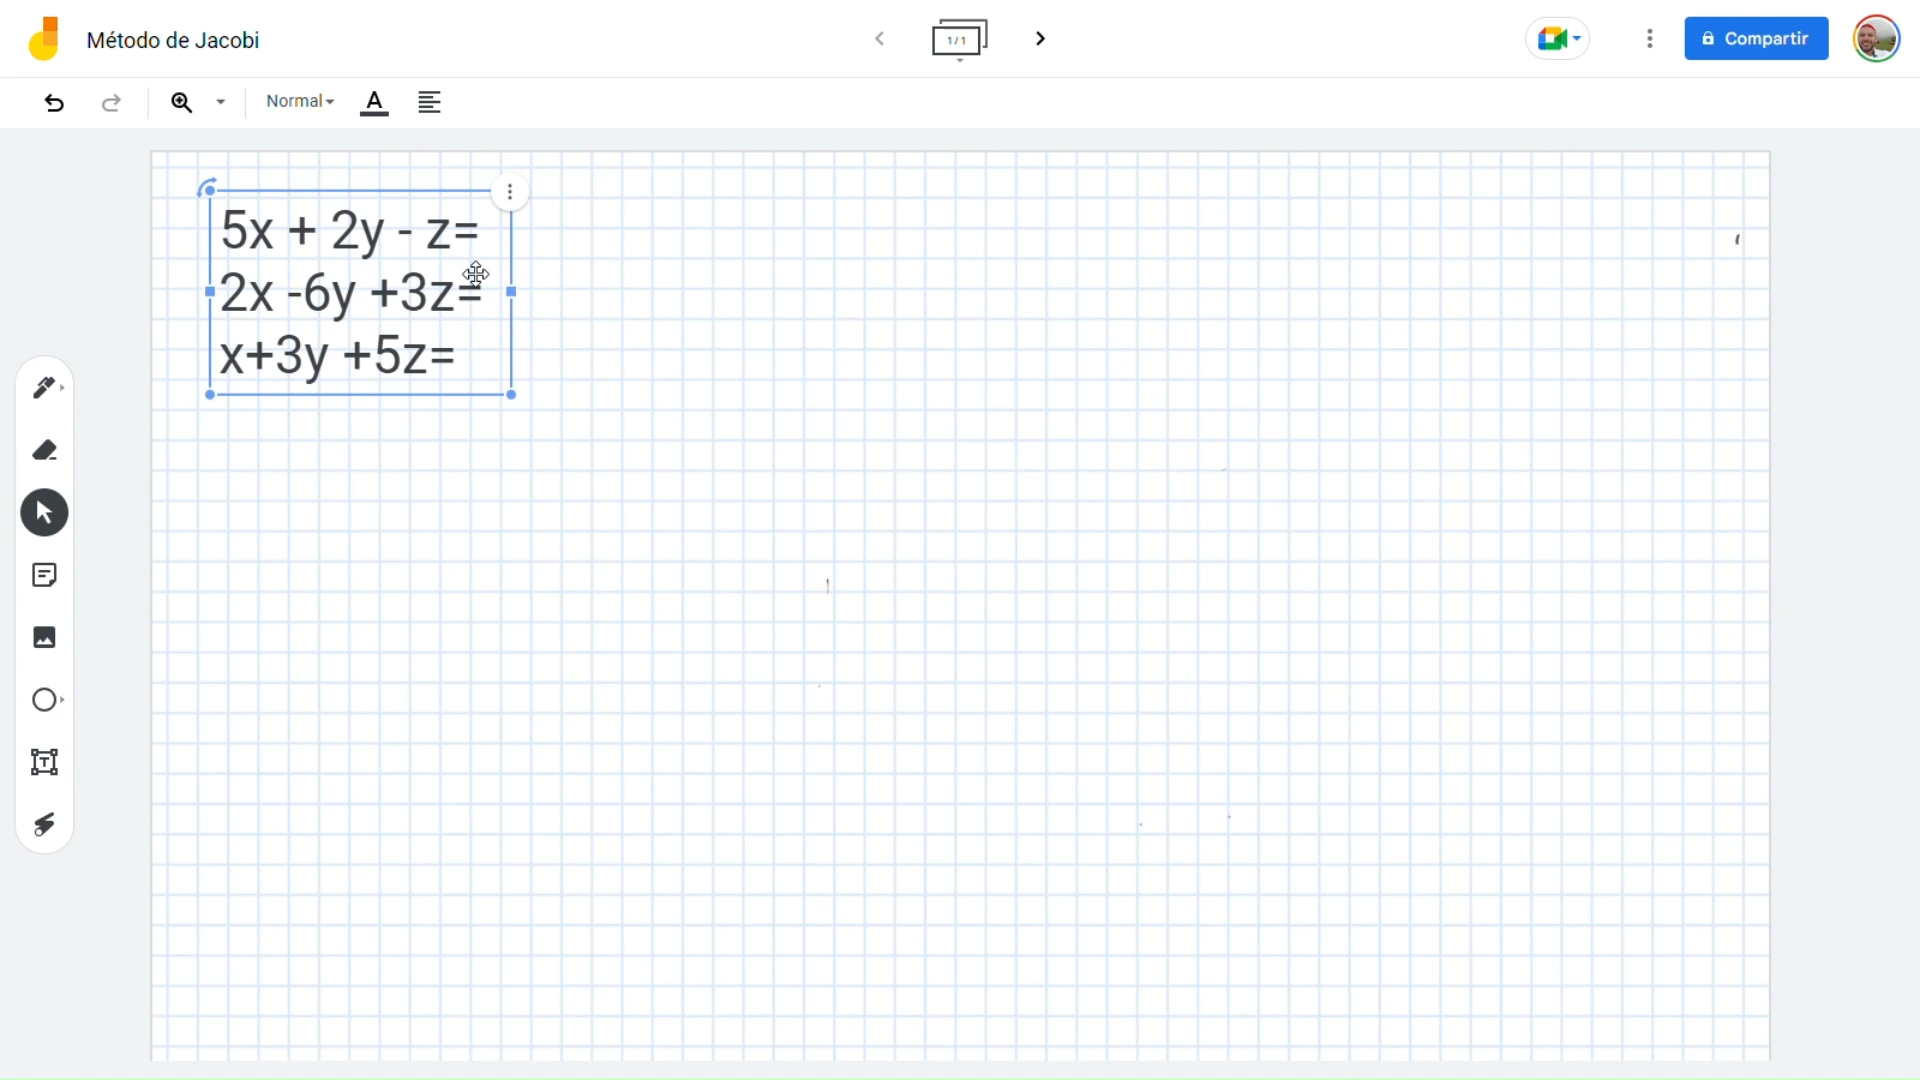 Método de Jacobi
1/1
Compartir
Normal
A
5x + 2y - z=
2x -6y +3z=
x+3y +5z=
T